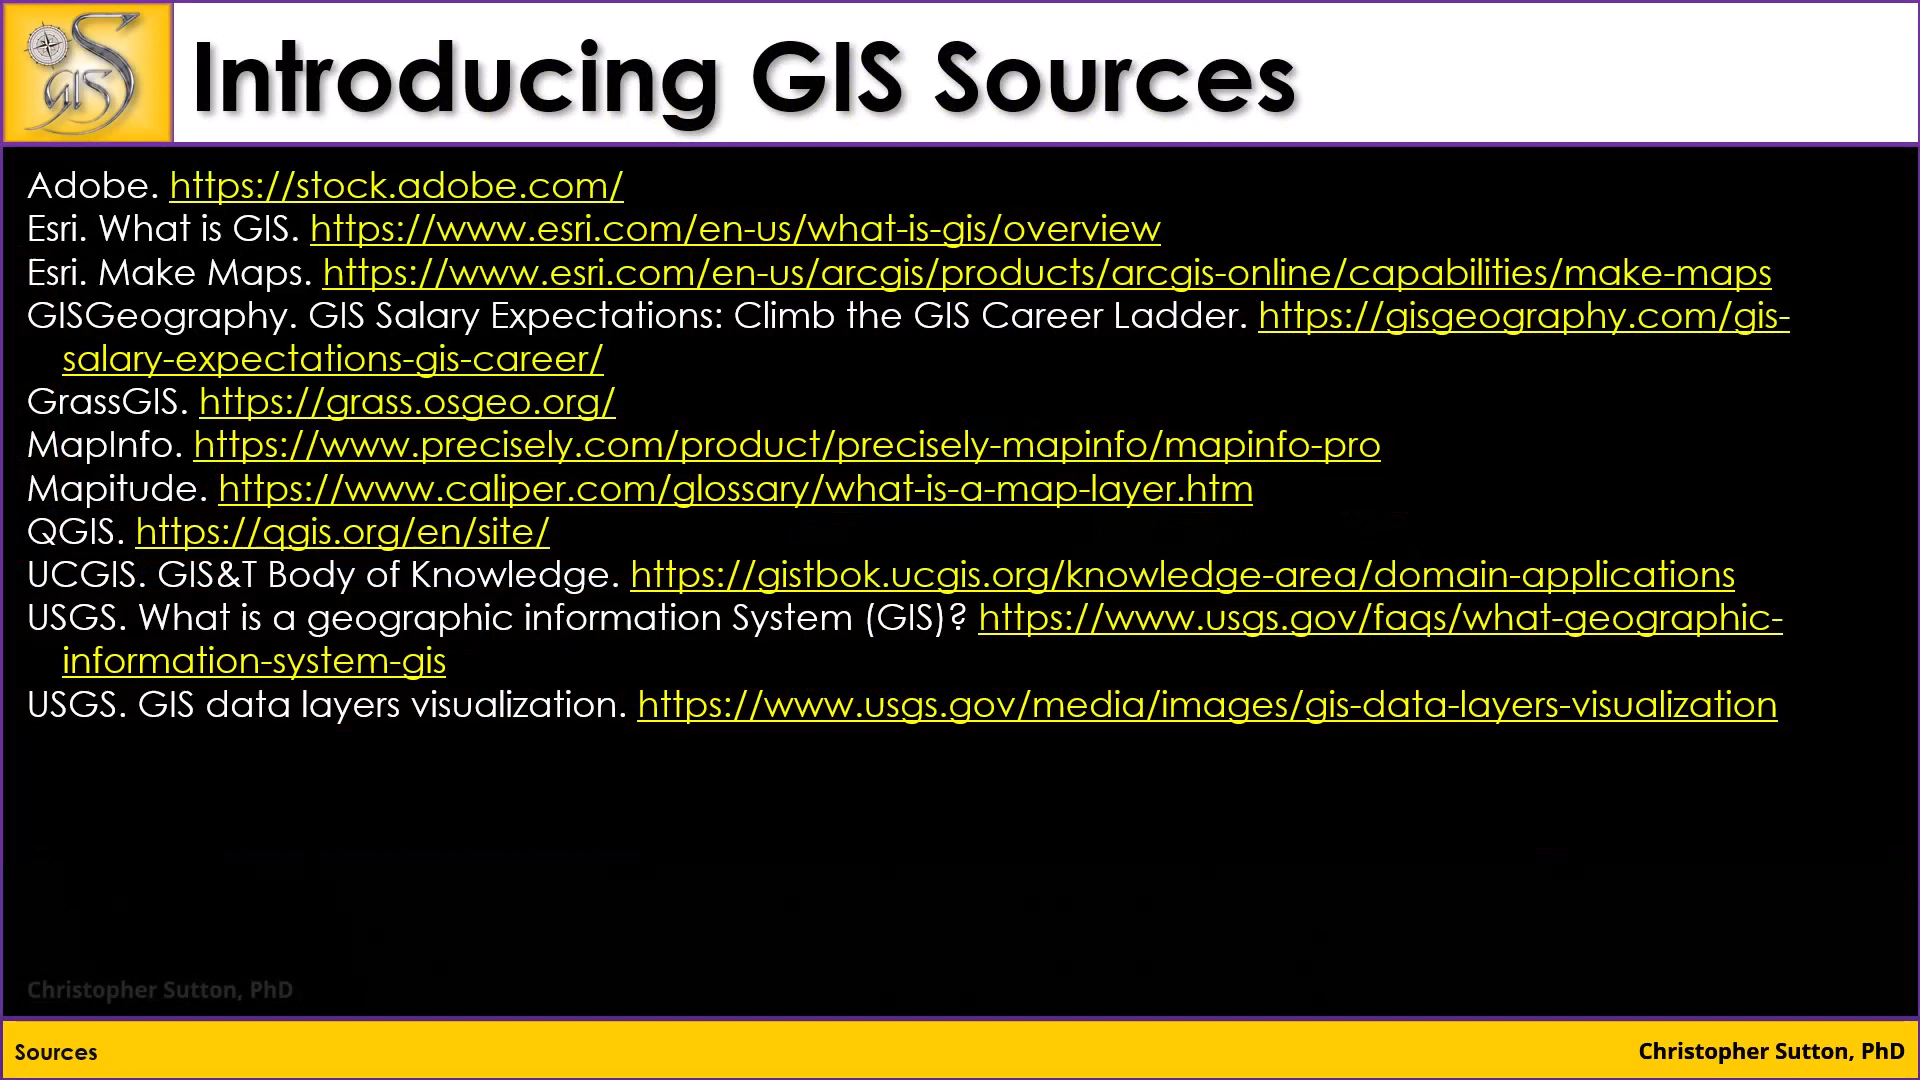 GIS
Introducing GIS Sources
Adobe. https://stock.adobe.com/
Esri. What is GIS. https://www.esri.com/en-us/what-is-gis/overview
Esri. Make Maps. https://www.esri.com/en-us/arcgis/products/arcgis-online/capabilities/make-maps
GISGeography. GIS Salary Expectations: Climb the GIS Career Ladder. https://gisgeography.com/gis-
salary-expectations-gis-career/
GrassGIS. https://grass.osgeo.org/
MapInfo. https://www.precisely.com/product/precisely-mapinfo/mapinfo-pro
Mapitude. https://www.caliper.com/glossary/what-is-a-map-layer.htm
QGIS. https://qgis.org/en/site/
UCGIS. GIS&T Body of Knowledge. https://gistbok.ucgis.org/knowledge-area/domain-applications
USGS. What is a geographic information System (GIS)? https://www.usgs.gov/faqs/what-geographic-
information-system-gis
USGS. GIS data layers visualization. https://www.usgs.gov/media/images/gis-data-layers-visualization
Christopher Sutton, PhD
Sources
Christopher Sutton, PhD